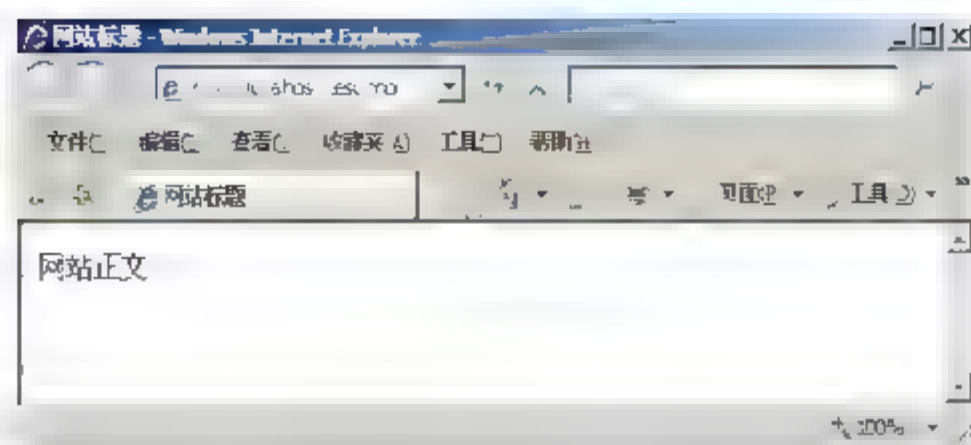 网站标题 - Windows Internet Explorer
文件 编辑 查看 收藏夹 工具 帮助
网站标题 页面 工具
网站正文
100%